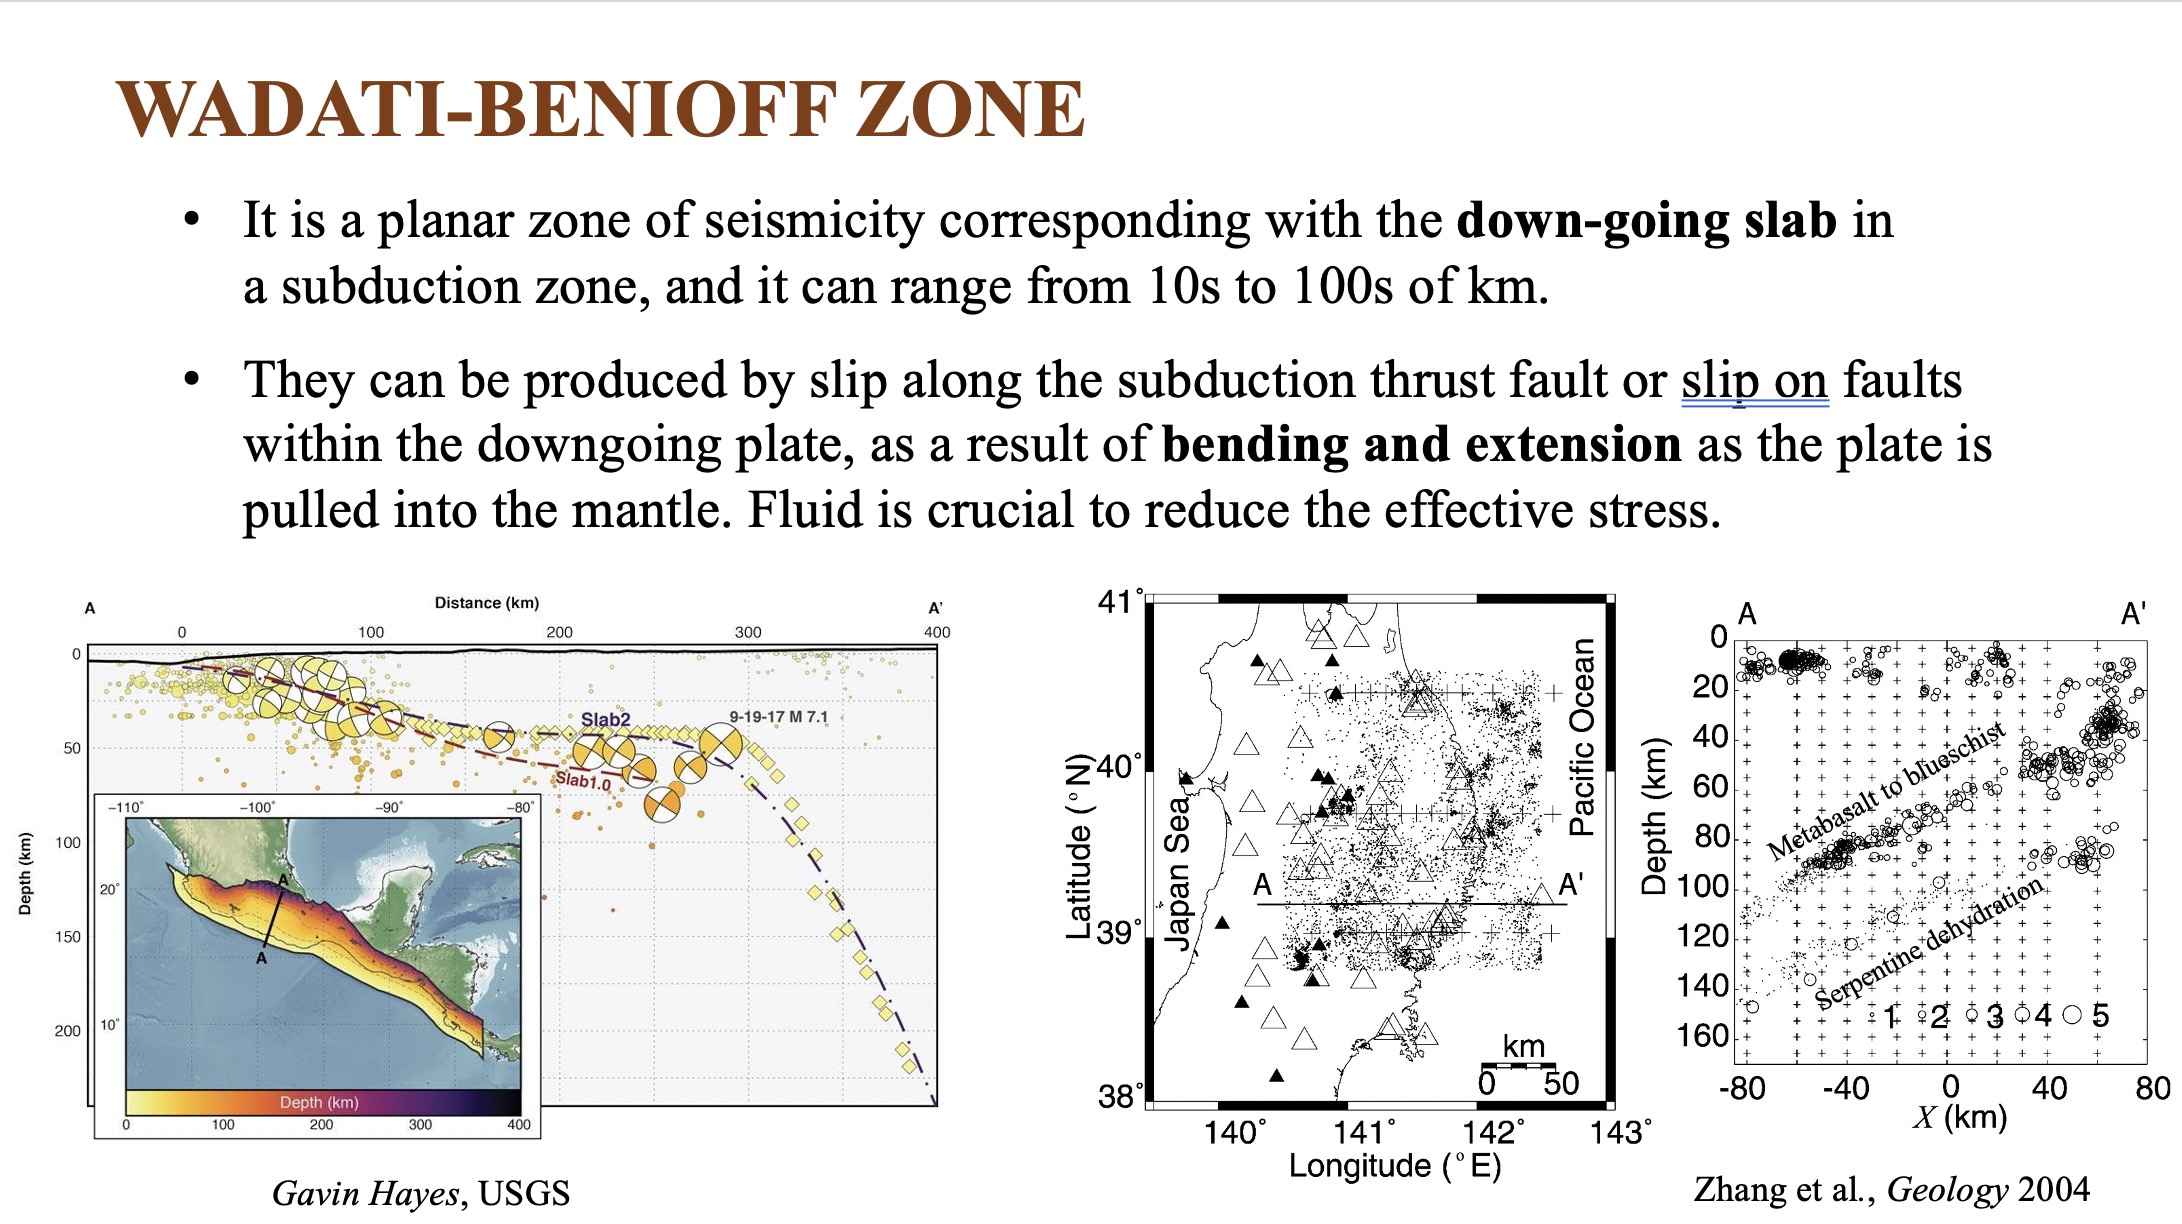 WADATI-BENIOFF ZONE
• It is a planar zone of seismicity corresponding with the down-going slab in
a subduction zone, and it can range from 10s to 100s of km.
• They can be produced by slip along the subduction thrust fault or slip on faults
within the downgoing plate, as a result of bending and extension as the plate is
pulled into the mantle. Fluid is crucial to reduce the effective stress.
A Distance (km) A'
0 100 200 300 400
0
50
100
150
200
Depth (km)
Slab2
9-19-17 M 7.1
Slab1.0
-110° -100° -90° -80°
20°
10°
A'
A
Depth (km)
0 100 200 300 400
Gavin Hayes, USGS
41°
40°
39°
38°
Latitude (°N)
Japan Sea
Pacific Ocean
A A'
km
0 50
140° 141° 142° 143°
Longitude (°E)
A A'
0
20
40
60
80
100
120
140
160
Depth (km)
Metabasalt to blueschist
Serpentine dehydration
1 2 3 4 5
-80 -40 0 40 80
X (km)
Zhang et al., Geology 2004